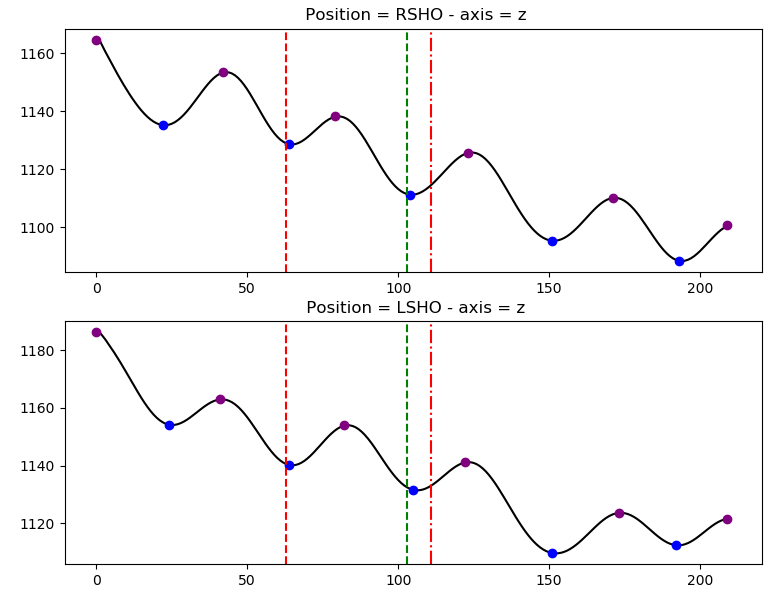 Position = RSHO - axis = z
1160
1140
1120
1100
0 50 100 150 200
Position = LSHO - axis = z
1180
1160
1140
1120
0 50 100 150 200